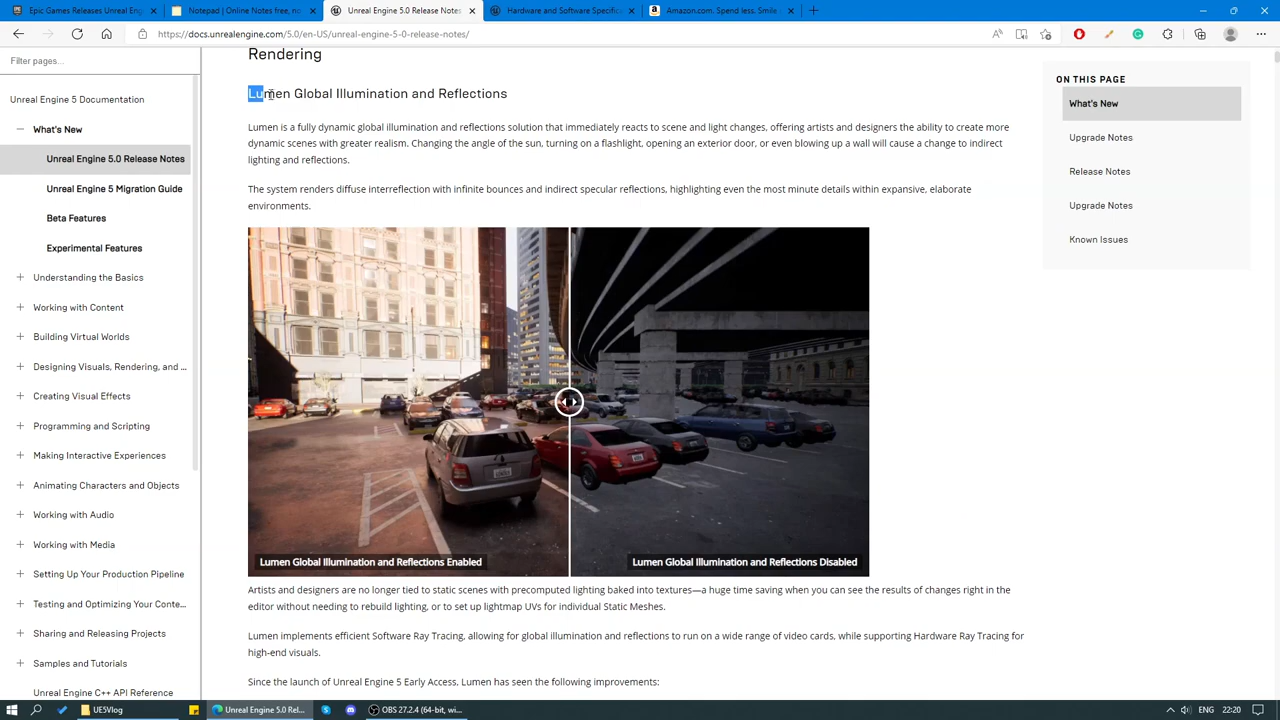 Epic Games Releases Unreal Eng
Notepad | Online Notes free, no
Unreal Engine 5.0 Release Notes
Hardware and Software Specific
Amazon.com. Spend less. Smile
https://docs.unrealengine.com/5.0/en-US/unreal-engine-5-0-release-notes/
Filter pages...
Unreal Engine 5 Documentation
What's New
Unreal Engine 5.0 Release Notes
Unreal Engine 5 Migration Guide
Beta Features
Experimental Features
Understanding the Basics
Working with Content
Building Virtual Worlds
Designing Visuals, Rendering, and ...
Creating Visual Effects
Programming and Scripting
Making Interactive Experiences
Animating Characters and Objects
Working with Audio
Working with Media
Setting Up Your Production Pipeline
Testing and Optimizing Your Conte...
Sharing and Releasing Projects
Samples and Tutorials
Unreal Engine C++ API Reference
Rendering
Lumen Global Illumination and Reflections
Lumen is a fully dynamic global illumination and reflections solution that immediately reacts to scene and light changes, offering artists and designers the ability to create more
dynamic scenes with greater realism. Changing the angle of the sun, turning on a flashlight, opening an exterior door, or even blowing up a wall will cause a change to indirect
lighting and reflections.
The system renders diffuse interreflection with infinite bounces and indirect specular reflections, highlighting even the most minute details within expansive, elaborate
environments.
Lumen Global Illumination and Reflections Enabled
Lumen Global Illumination and Reflections Disabled
Artists and designers are no longer tied to static scenes with precomputed lighting baked into textures—a huge time saving when you can see the results of changes right in the
editor without needing to rebuild lighting, or to set up lightmap UVs for individual Static Meshes.
Lumen implements efficient Software Ray Tracing, allowing for global illumination and reflections to run on a wide range of video cards, while supporting Hardware Ray Tracing for
high-end visuals.
Since the launch of Unreal Engine 5 Early Access, Lumen has seen the following improvements:
ON THIS PAGE
What's New
Upgrade Notes
Release Notes
Upgrade Notes
Known Issues
UE5Vlog
Unreal Engine 5.0 Rel...
OBS 27.2.4 (64-bit, wi...
ENG
22:20